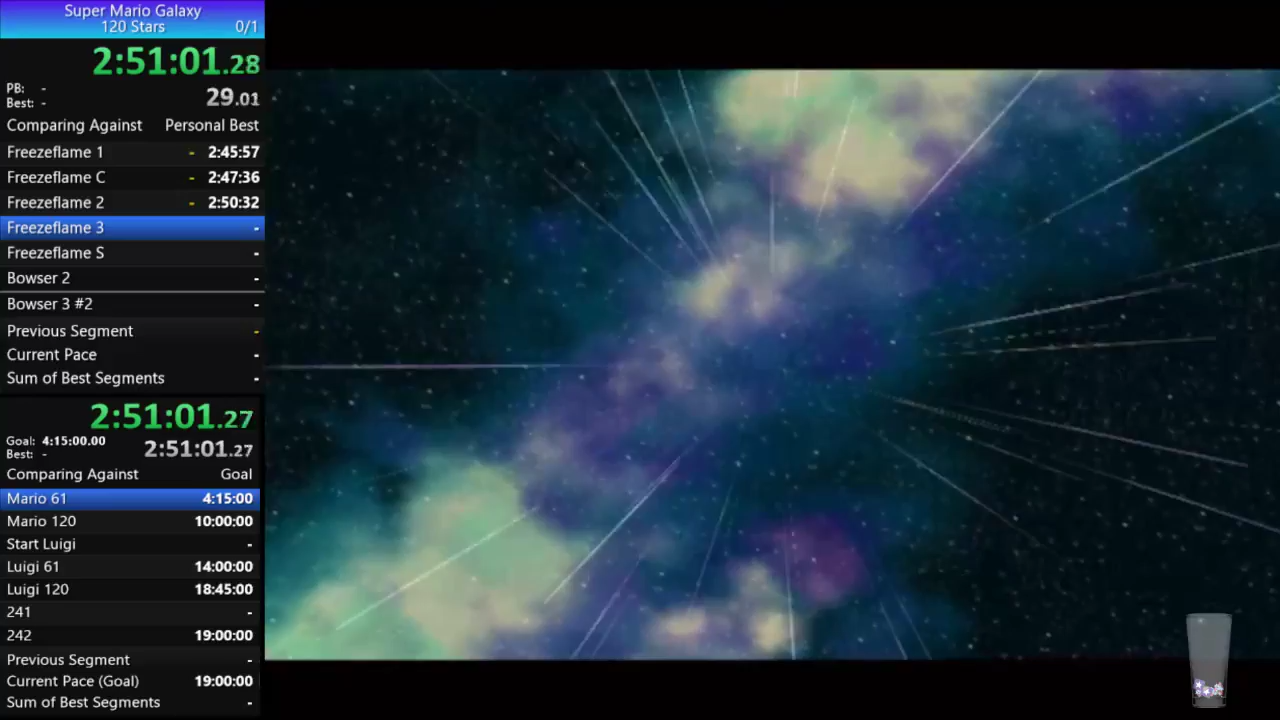 Super Mario Galaxy
120 Stars 0/1
2:51:01.28
PB: -
Best: - 29.01
Comparing Against Personal Best
Freezeflame 1 - 2:45:57
Freezeflame C - 2:47:36
Freezeflame 2 - 2:50:32
Freezeflame 3 -
Freezeflame S -
Bowser 2 -
Bowser 3 #2 -
Previous Segment -
Current Pace -
Sum of Best Segments -
2:51:01.27
Goal: 4:15:00.00
Best: - 2:51:01.27
Comparing Against Goal
Mario 61 4:15:00
Mario 120 10:00:00
Start Luigi -
Luigi 61 14:00:00
Luigi 120 18:45:00
241 -
242 19:00:00
Previous Segment -
Current Pace (Goal) 19:00:00
Sum of Best Segments -